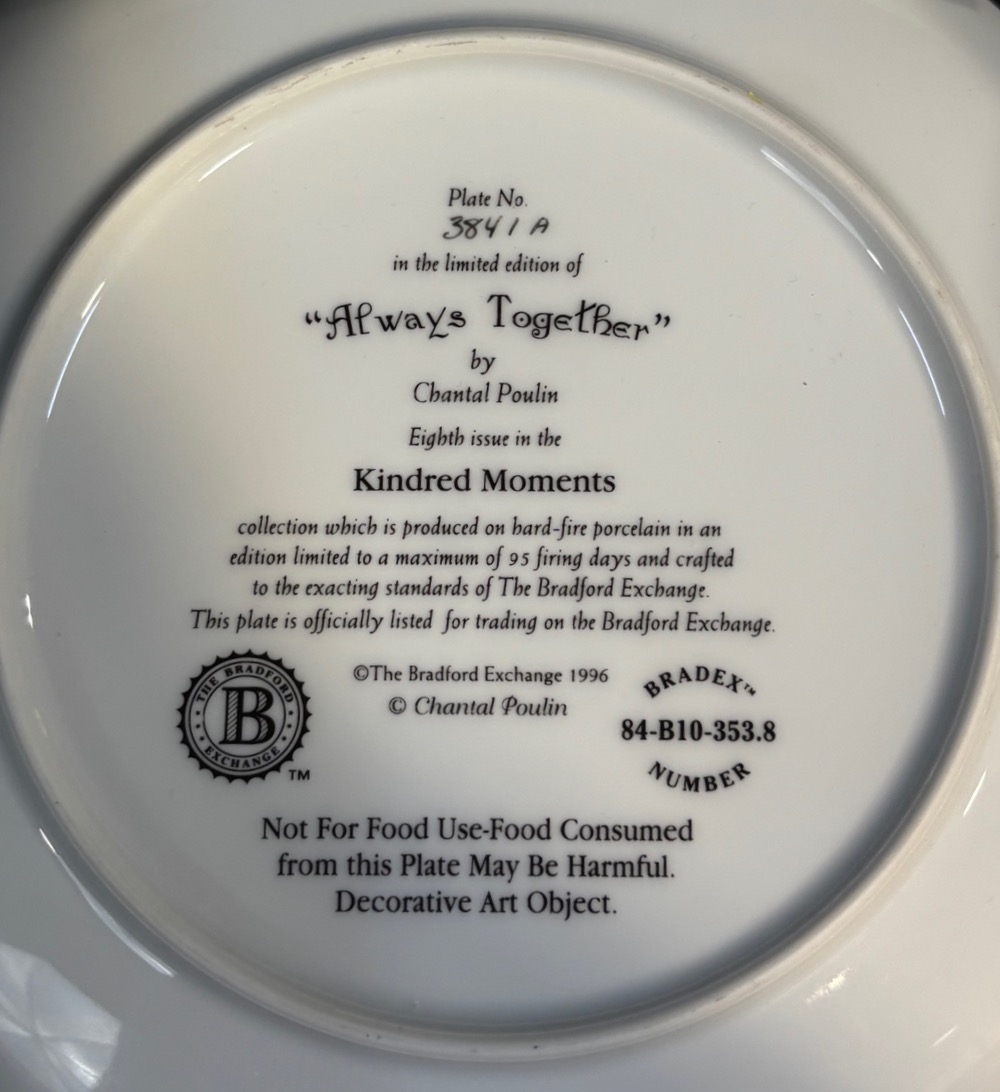 Plate No.
3841 A
in the limited edition of
“Always Together”
by
Chantal Poulin
Eighth issue in the
Kindred Moments
collection which is produced on hard-fire porcelain in an
edition limited to a maximum of 95 firing days and crafted
to the exacting standards of The Bradford Exchange.
This plate is officially listed for trading on the Bradford Exchange.
THE BRADFORD
B
EXCHANGE
TM
©The Bradford Exchange 1996
© Chantal Poulin
BRADEX™
84-B10-353.8
NUMBER
Not For Food Use-Food Consumed
from this Plate May Be Harmful.
Decorative Art Object.